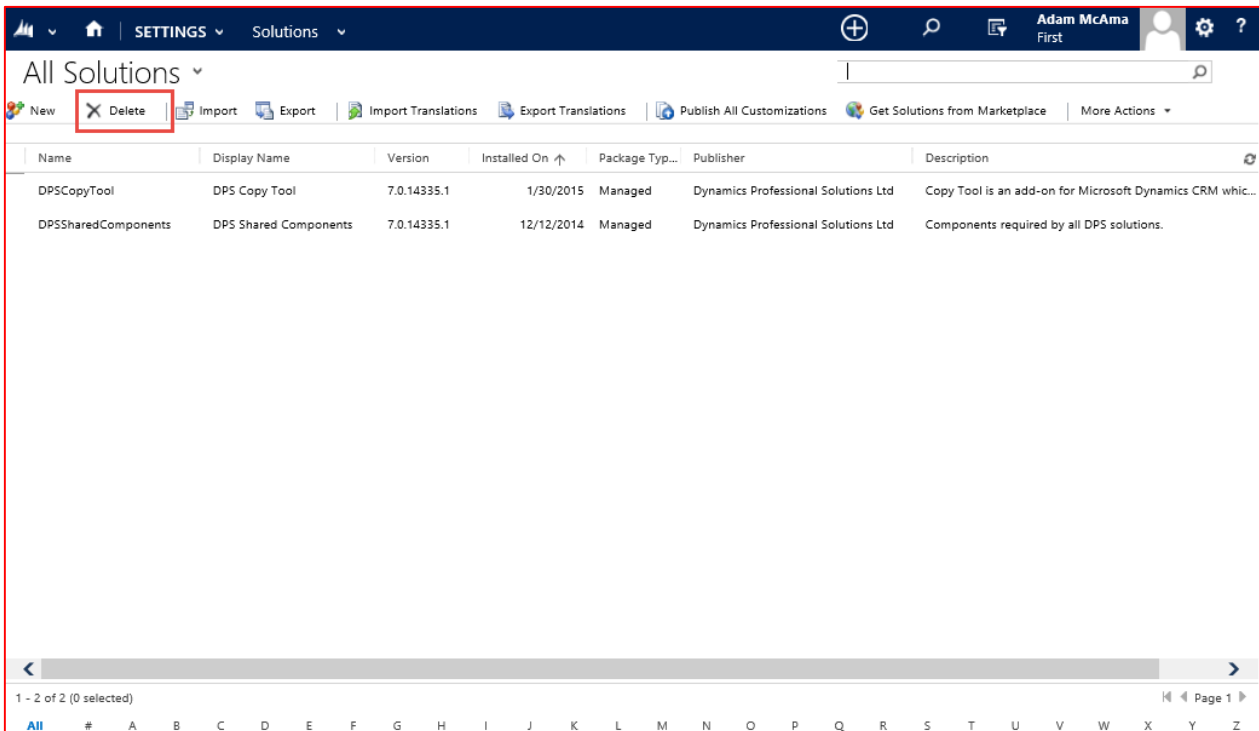 SETTINGS Solutions Adam McAma ?
First
All Solutions
New Delete Import Export Import Translations Export Translations Publish All Customizations Get Solutions from Marketplace More Actions
Name Display Name Version Installed On Package Typ... Publisher Description
DPSCopyTool DPS Copy Tool 7.0.14335.1 1/30/2015 Managed Dynamics Professional Solutions Ltd Copy Tool is an add-on for Microsoft Dynamics CRM whic...
DPSSharedComponents DPS Shared Components 7.0.14335.1 12/12/2014 Managed Dynamics Professional Solutions Ltd Components required by all DPS solutions.
1 - 2 of 2 (0 selected) Page 1
All # A B C D E F G H I J K L M N O P Q R S T U V W X Y Z